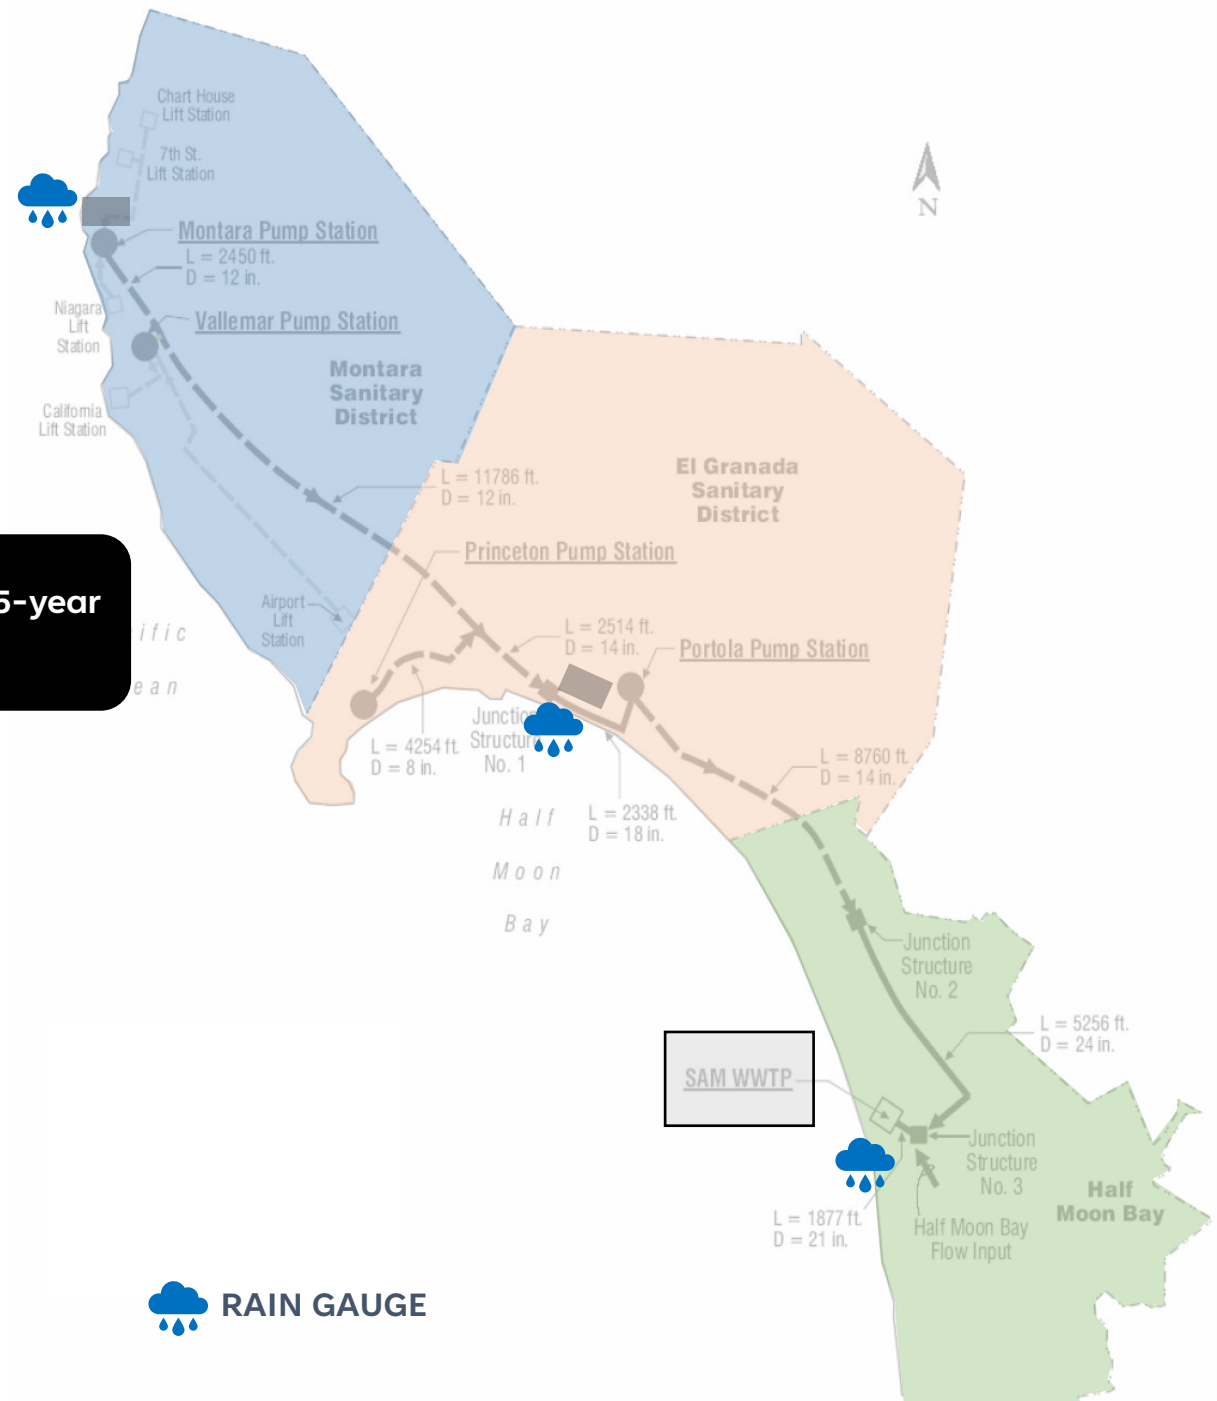 Chart House
Lift Station
7th St.
Lift Station
Montara Pump Station
L = 2450 ft.
D = 12 in.
Niagara
Lift
Station
Vallemar Pump Station
Montara
Sanitary
District
California
Lift Station
N
El Granada
Sanitary
District
L = 11786 ft.
D = 12 in.
Princeton Pump Station
5-year
ific
ean
Airport
Lift
Station
L = 2514 ft.
D = 14 in.
Portola Pump Station
L = 4254 ft.
D = 8 in.
Junctio
Structur
No. 1
L = 8760 ft.
D = 14 in.
L = 2338 ft.
D = 18 in.
Half
Moon
Bay
Junction
Structure
No. 2
L = 5256 ft.
D = 24 in.
SAM WWTP
Junction
Structure
No. 3
Half
Moon Bay
L = 1877 ft.
D = 21 in.
Half Moon Bay
Flow Input
RAIN GAUGE